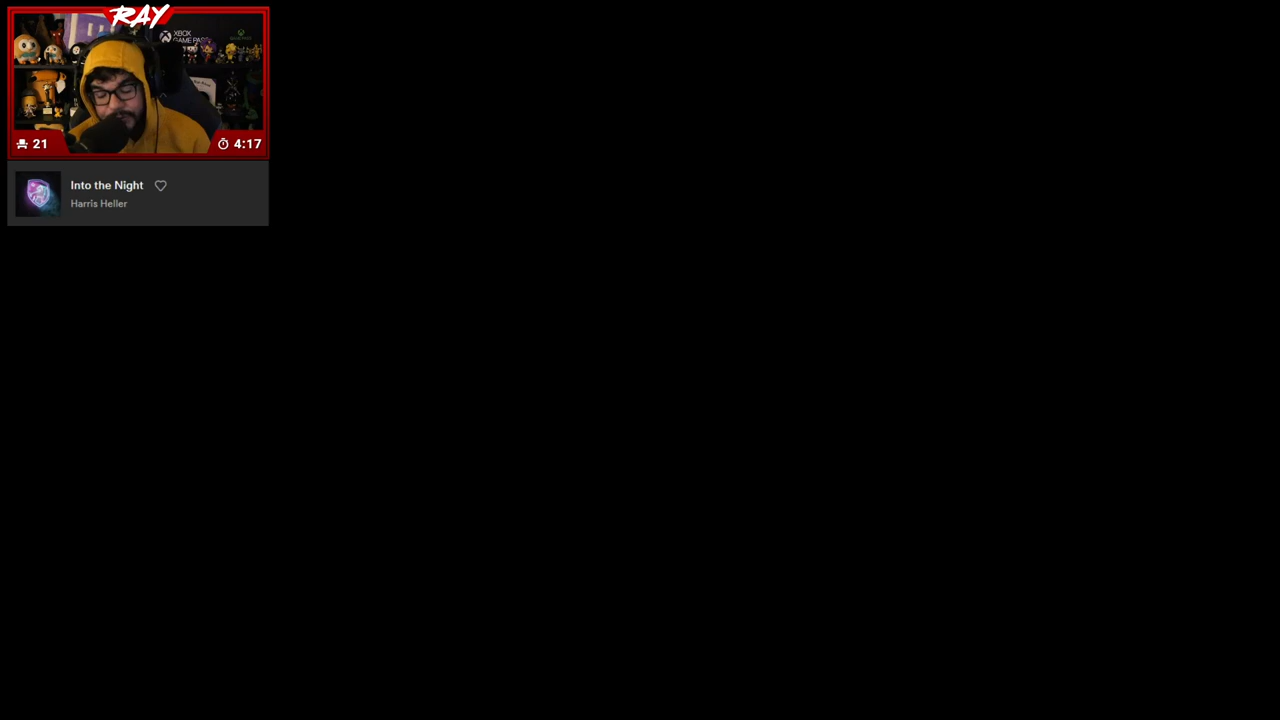 RAY
XBOX
GAME PASS
21
4:17
Into the Night
Harris Heller